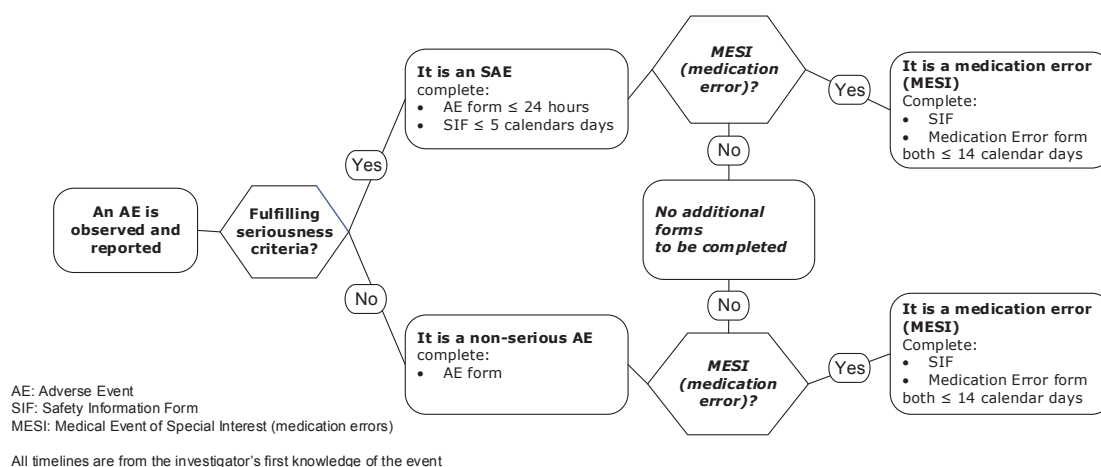 An AE is
observed and
reported
Fulfilling
seriousness
criteria?
Yes
It is an SAE
complete:
• AE form ≤ 24 hours
• SIF ≤ 5 calendars days
MESI
(medication
error)?
Yes
It is a medication error
(MESI)
Complete:
• SIF
• Medication Error form
both ≤ 14 calendar days
No
No additional
forms
to be completed
No
No
It is a non-serious AE
complete:
• AE form
MESI
(medication
error)?
Yes
It is a medication error
(MESI)
Complete:
• SIF
• Medication Error form
both ≤ 14 calendar days
AE: Adverse Event
SIF: Safety Information Form
MESI: Medical Event of Special Interest (medication errors)
All timelines are from the investigator's first knowledge of the event